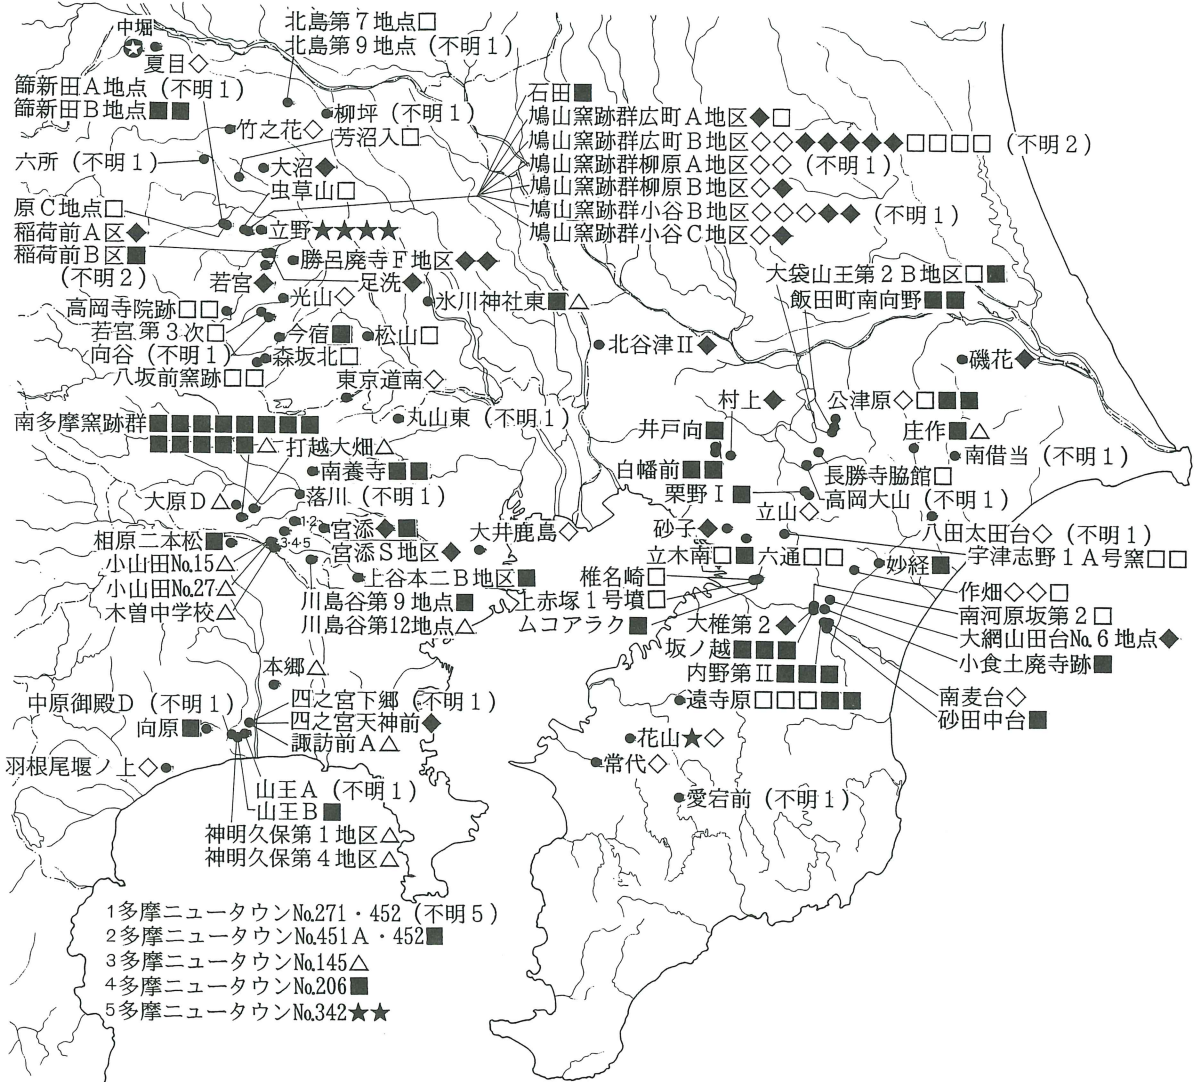 中堀
夏目◇
北島第7地点□
北島第9地点(不明1)
篩新田A地点(不明1)
篩新田B地点■■
柳坪(不明1)
竹之花◇
芳沼入□
六所(不明1)
大沼◆
虫草山□
石田■
鳩山窯跡群広町A地区◆□
鳩山窯跡群広町B地区◇◇◆◆◆◆◆□□□□(不明2)
鳩山窯跡群柳原A地区◇◇(不明1)
鳩山窯跡群柳原B地区◇◆
鳩山窯跡群小谷B地区◇◇◇◆◆(不明1)
鳩山窯跡群小谷C地区◇◆
原C地点□
稲荷前A区◆
稲荷前B区■
(不明2)
立野★★★★
勝呂廃寺F地区◆◆
若宮◆
足洗◆
光山◇
氷川神社東■△
高岡寺院跡□□
若宮第3次□
向谷(不明1)
八坂前窯跡□□
今宿■
松山□
森坂北□
東京道南◇
丸山東(不明1)
大袋山王第2B地区□■
飯田町南向野■■
北谷津Ⅱ◆
磯花◆
村上◆
公津原◇□■■
井戸向■
庄作■△
南借当(不明1)
白幡前■■
長勝寺脇館□
栗野Ⅰ■
高岡大山(不明1)
立山◇
南多摩窯跡群■■■■■■■■
■■■■■△
打越大畑△
南養寺■■
大原D△
落川(不明1)
1・2
3・4・5
宮添◆■
宮添S地区◆
大井鹿島◇
相原二本松■
小山田No.15△
小山田No.27△
木曽中学校△
上谷本二B地区■
川島谷第9地点■
川島谷第12地点△
砂子◆
八田太田台◇(不明1)
立木南□■
六通□□
宇津志野1A号窯□□
妙経■
椎名崎□
上赤塚1号墳□
ムコアラク■
作畑◇◇□
南河原坂第2□
大椎第2◆
大網山田台No.6地点◆
坂ノ越■■■
小食土廃寺跡■
内野第Ⅱ■■■
南麦台◇
遠寺原□□□■■
砂田中台■
花山★◇
常代◇
愛宕前(不明1)
本郷△
中原御殿D(不明1)
四之宮下郷(不明1)
向原■
四之宮天神前◆
諏訪前A△
羽根尾堰ノ上◇
山王A(不明1)
山王B■
神明久保第1地区△
神明久保第4地区△
1多摩ニュータウンNo.271・452(不明5)
2多摩ニュータウンNo.451A・452■
3多摩ニュータウンNo.145△
4多摩ニュータウンNo.206■
5多摩ニュータウンNo.342★★